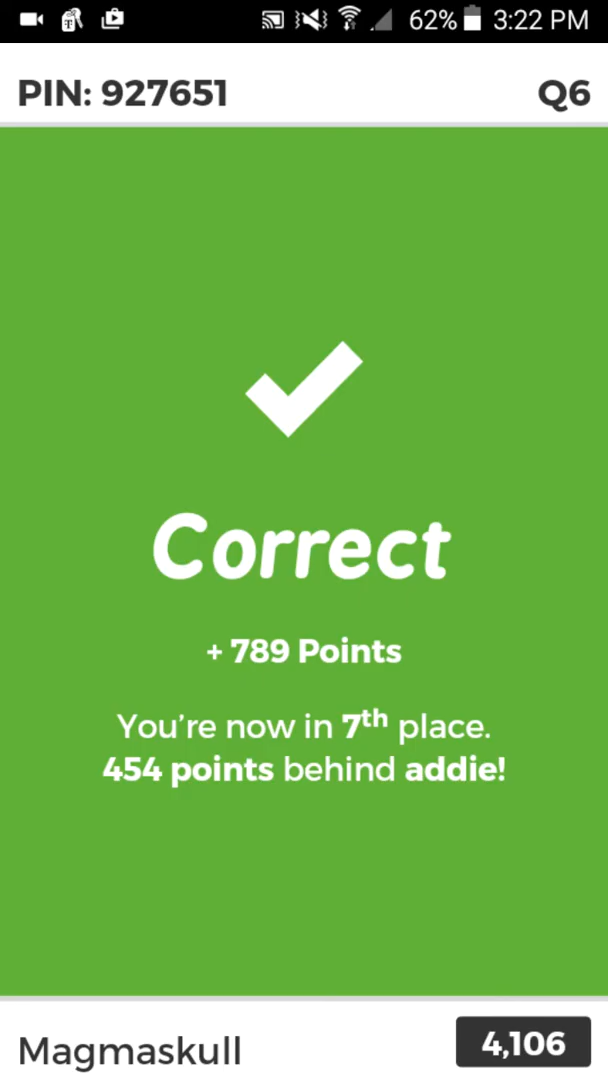 62% 3:22 PM
PIN: 927651 Q6
Correct
+ 789 Points
You're now in 7th place.
454 points behind addie!
Magmaskull 4,106